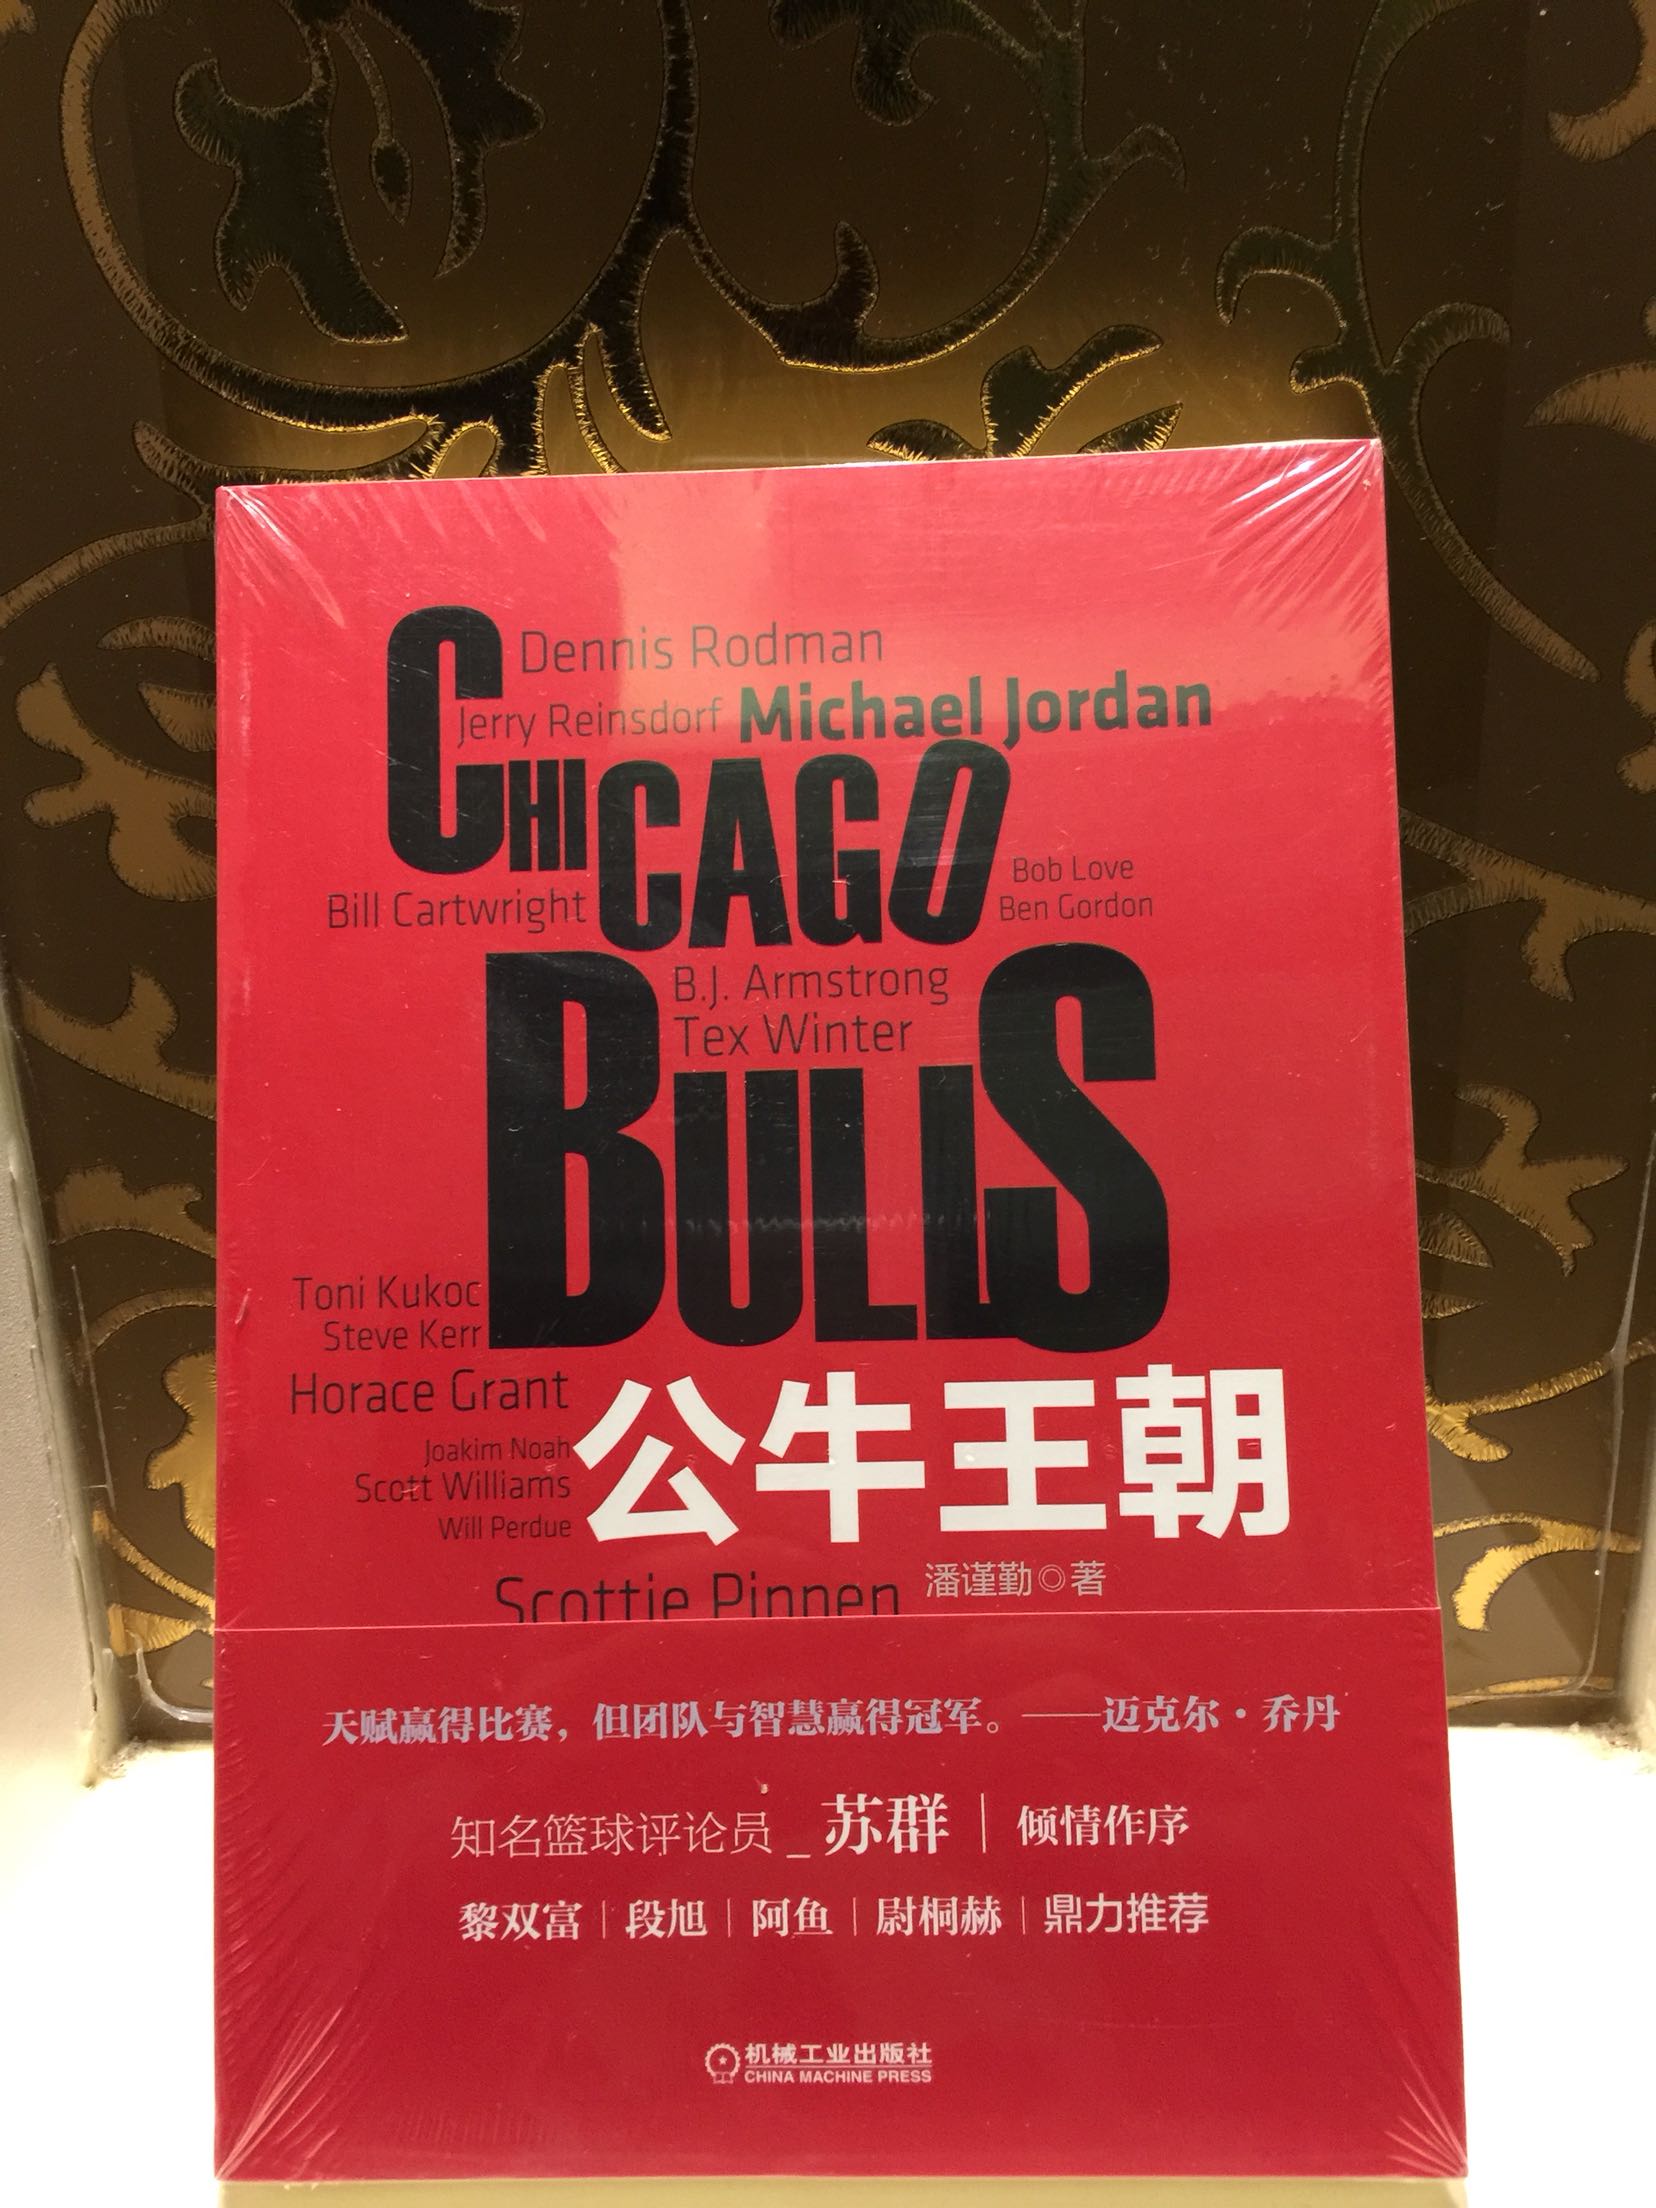 Dennis Rodman
Jerry Reinsdorf Michael Jordan
CHICAGO
Bob Love
Bill Cartwright
Ben Gordon
B.J. Armstrong
Tex Winter
BULLS
Toni Kukoc
Steve Kerr
Horace Grant
公牛王朝
Joakim Noah
Scott Williams
Will Perdue
Scottie Pippen
潘谨勤◎著
天赋赢得比赛，但团队与智慧赢得冠军。——迈克尔·乔丹
知名篮球评论员_苏群|倾情作序
黎双富|段旭|阿鱼|尉桐赫|鼎力推荐
机械工业出版社
CHINA MACHINE PRESS